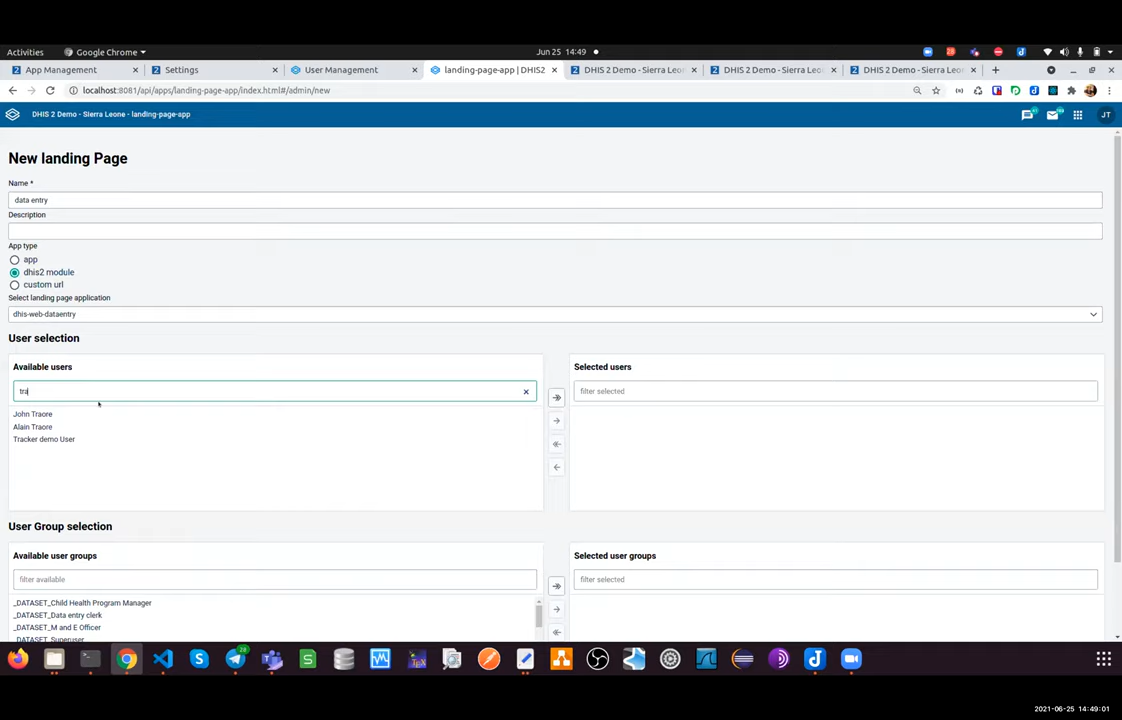 Activities
Google Chrome
Jun 25 14:49
App Management
Settings
User Management
landing-page-app | DHIS2
DHIS 2 Demo - Sierra Leone
DHIS 2 Demo - Sierra Leone
DHIS 2 Demo - Sierra Leone
localhost:8081/api/apps/landing-page-app/index.html#/admin/new
DHIS 2 Demo - Sierra Leone - landing-page-app
JT
New landing Page
Name *
data entry
Description
App type
app
dhis2 module
custom url
Select landing page application
dhis-web-dataentry
User selection
Available users
tra
John Traore
Alain Traore
Tracker demo User
Selected users
filter selected
User Group selection
Available user groups
filter available
_DATASET_Child Health Program Manager
_DATASET_Data entry clerk
_DATASET_M and E Officer
_DATASET_Superuser
Selected user groups
filter selected
2021-06-25 14:49:01